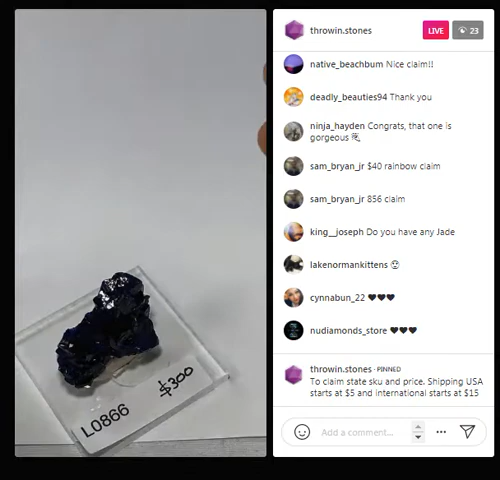 throwin.stones
LIVE
23
native_beachbum Nice claim!!
deadly_beauties94 Thank you
ninja_hayden Congrats, that one is
gorgeous
sam_bryan_jr $40 rainbow claim
sam_bryan_jr 856 claim
king__joseph Do you have any Jade
lakenormankittens
cynnabun_22
nudiamonds_store
throwin.stones · PINNED
To claim state sku and price. Shipping USA
starts at $5 and international starts at $15
Add a comment...
$300
L0866